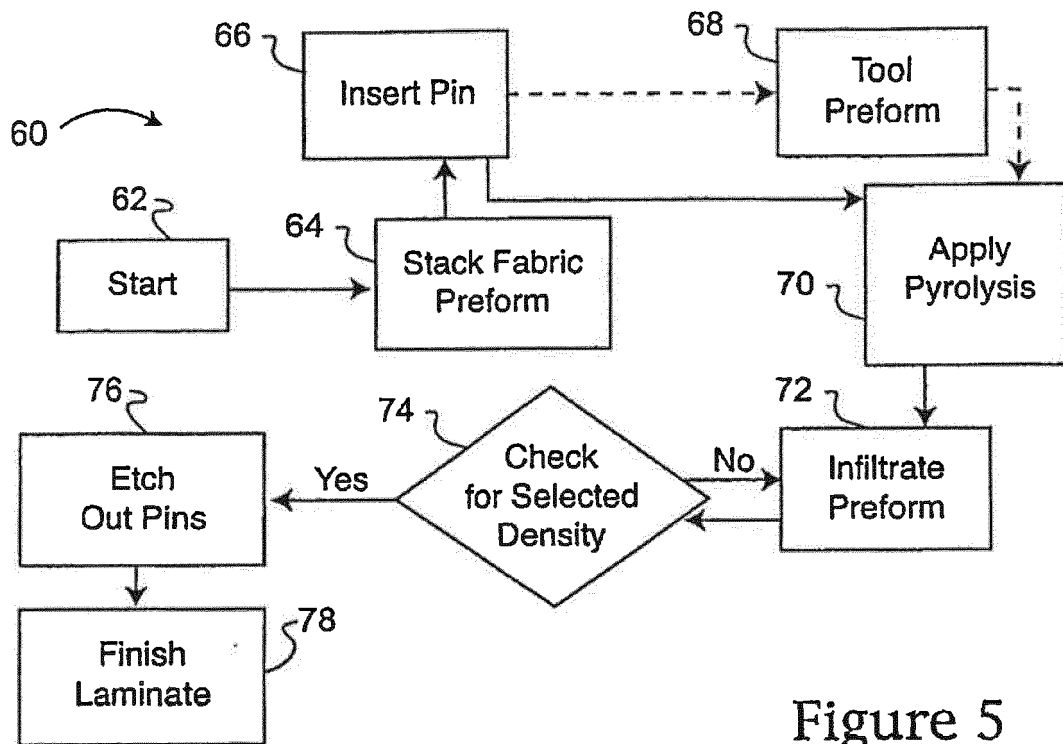 66
Insert Pin
68
Tool
Preform
60
62
Start
64
Stack Fabric
Preform
70
Apply
Pyrolysis
76
Etch
Out Pins
Yes
74
Check
for Selected
Density
No
72
Infiltrate
Preform
78
Finish
Laminate
Figure 5